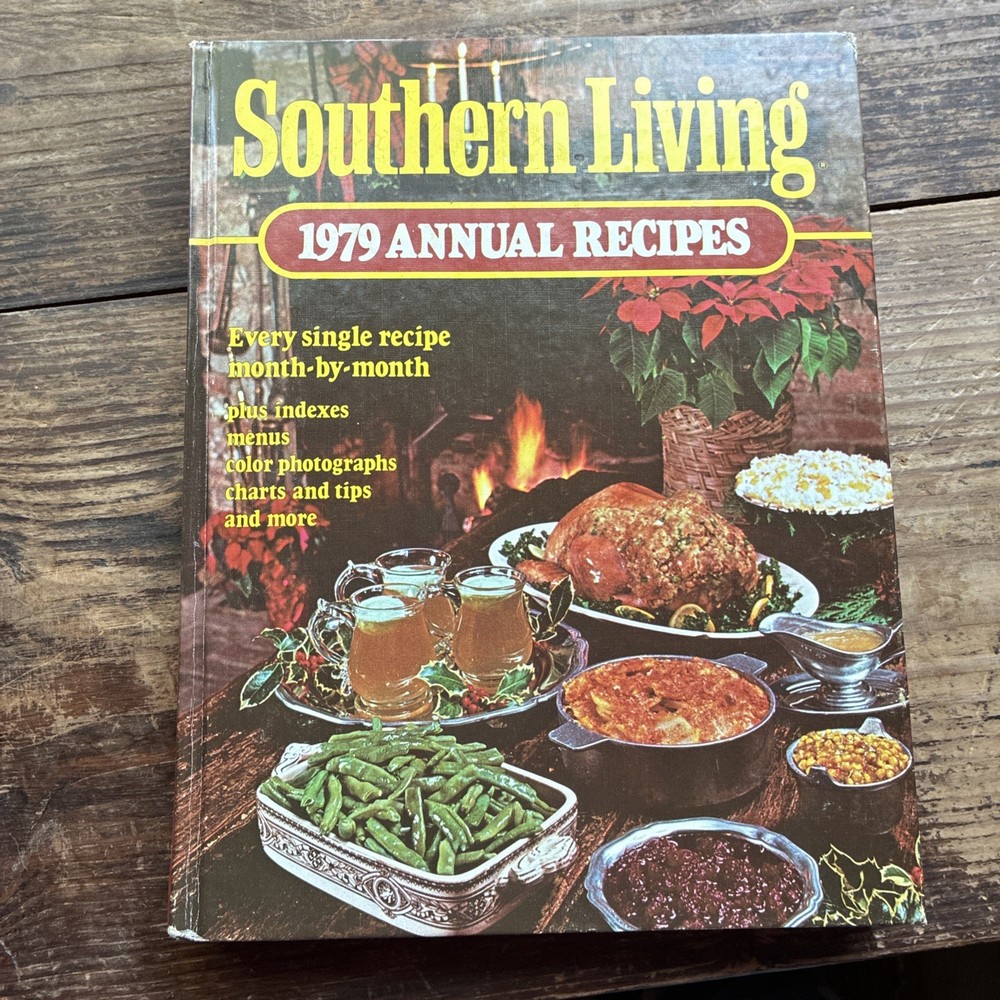 Southern Living®
1979 ANNUAL RECIPES
Every single recipe
month-by-month
plus indexes
menus
color photographs
charts and tips
and more